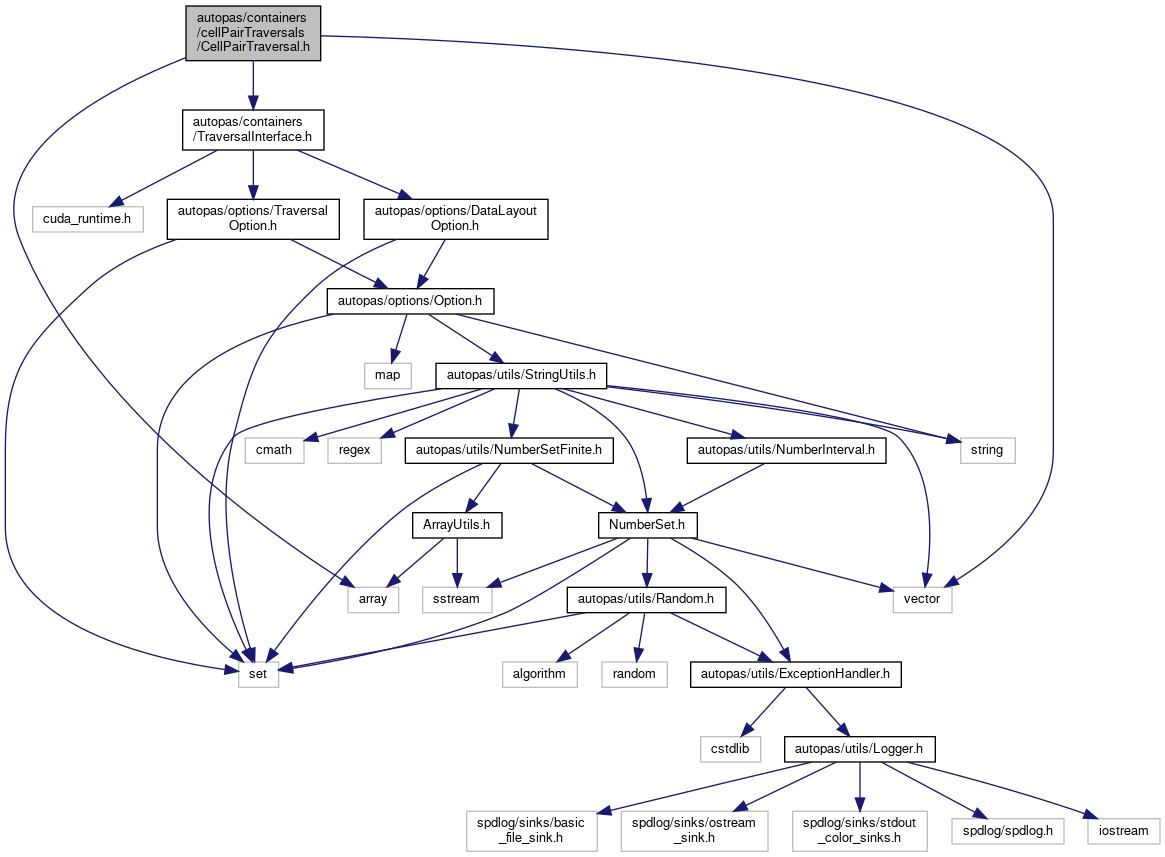 autopas/containers
/cellPairTraversals
/CellPairTraversal.h
autopas/containers
/TraversalInterface.h
cuda_runtime.h
autopas/options/Traversal
Option.h
autopas/options/DataLayout
Option.h
autopas/options/Option.h
map
autopas/utils/StringUtils.h
cmath
regex
autopas/utils/NumberSetFinite.h
autopas/utils/NumberInterval.h
string
ArrayUtils.h
NumberSet.h
array
sstream
autopas/utils/Random.h
vector
set
algorithm
random
autopas/utils/ExceptionHandler.h
cstdlib
autopas/utils/Logger.h
spdlog/sinks/basic
_file_sink.h
spdlog/sinks/ostream
_sink.h
spdlog/sinks/stdout
_color_sinks.h
spdlog/spdlog.h
iostream